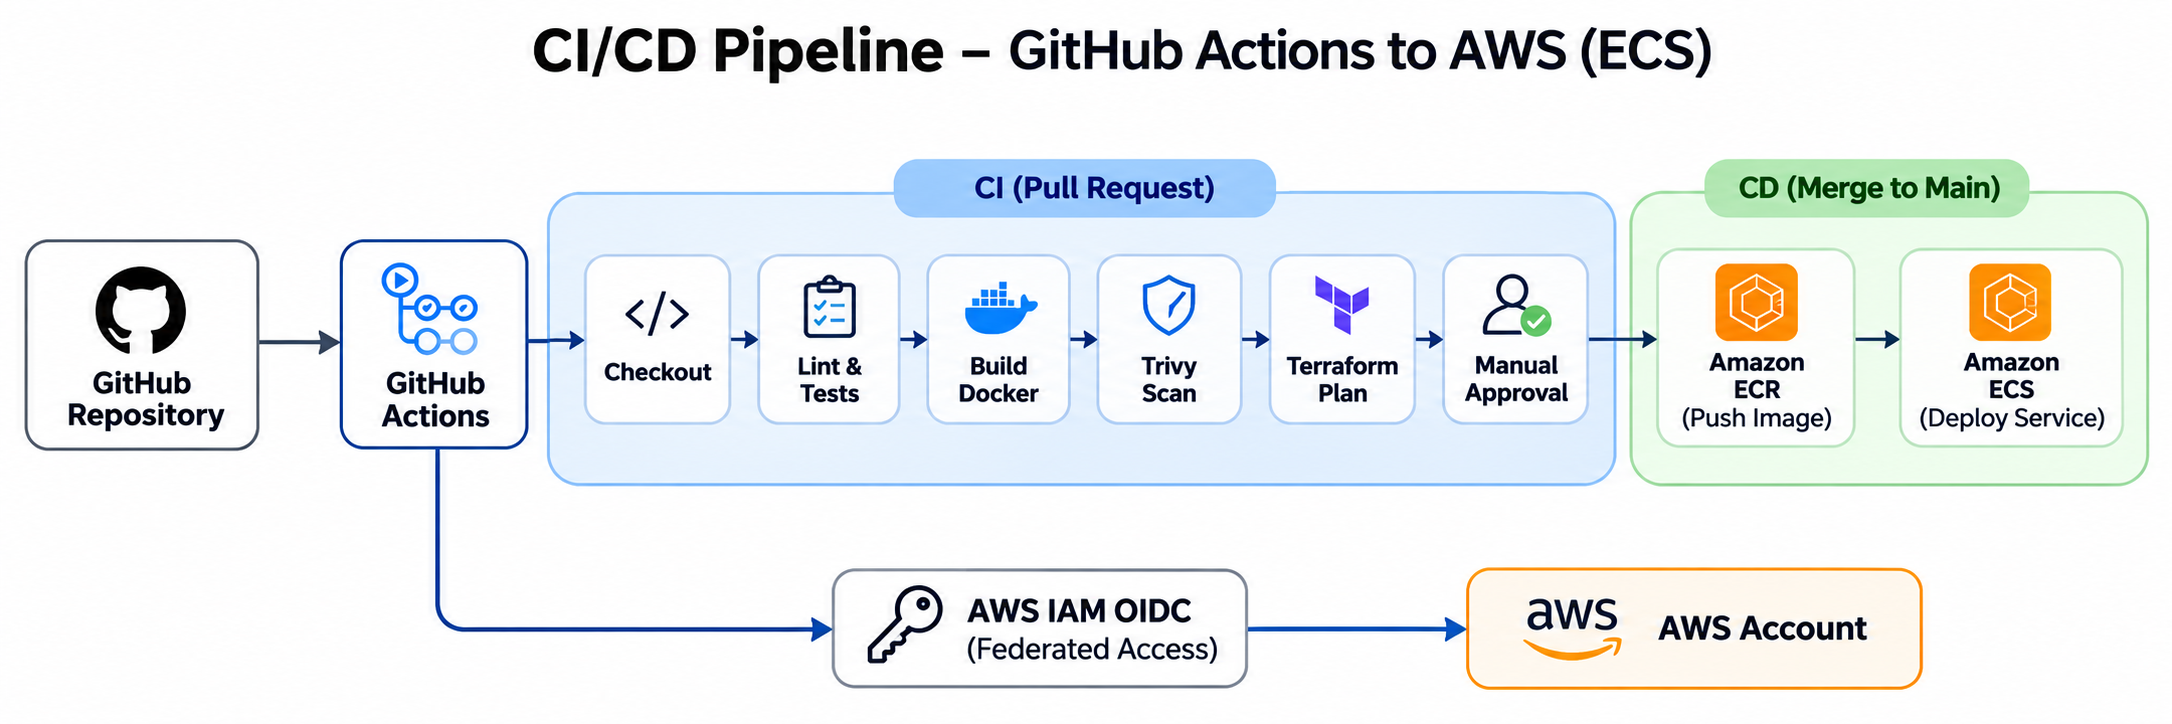 CI/CD Pipeline – GitHub Actions to AWS (ECS)
CI (Pull Request)
CD (Merge to Main)
GitHub
Repository
GitHub
Actions
</>
Checkout
Lint &
Tests
Build
Docker
Trivy
Scan
Terraform
Plan
Manual
Approval
Amazon
ECR
(Push Image)
Amazon
ECS
(Deploy Service)
AWS IAM OIDC
(Federated Access)
aws
AWS Account